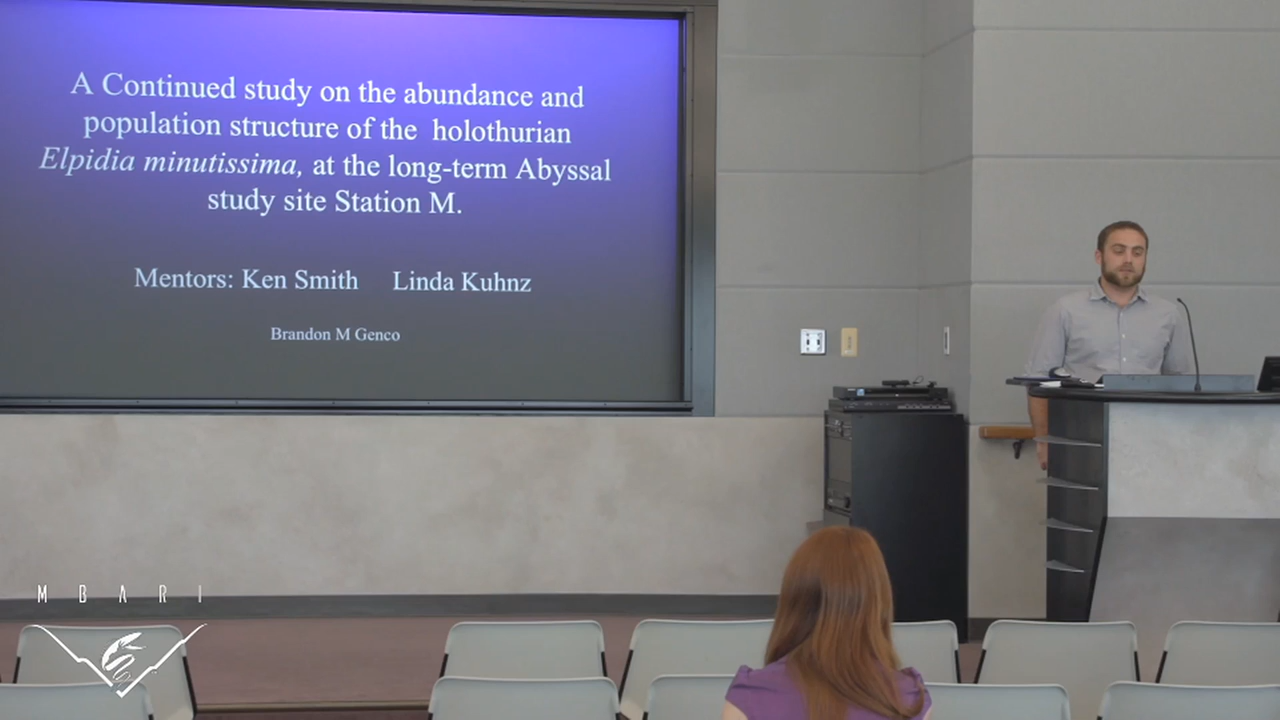 A Continued study on the abundance and
population structure of the holothurian
Elpidia minutissima, at the long-term Abyssal
study site Station M.
Mentors: Ken Smith Linda Kuhnz
Brandon M Genco
MBARI